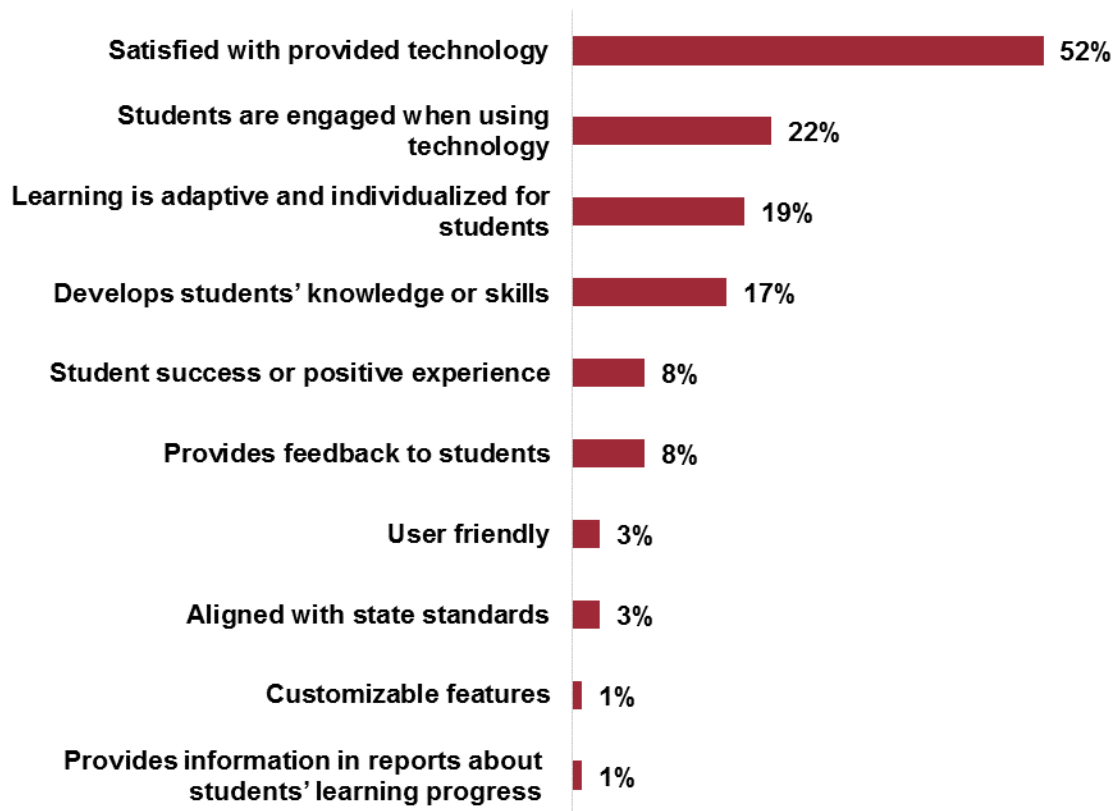 Satisfied with provided technology 52%
Students are engaged when using
technology
22%
Learning is adaptive and individualized for
students
19%
Develops students’ knowledge or skills 17%
Student success or positive experience 8%
Provides feedback to students 8%
User friendly 3%
Aligned with state standards 3%
Customizable features 1%
Provides information in reports about
students’ learning progress
1%